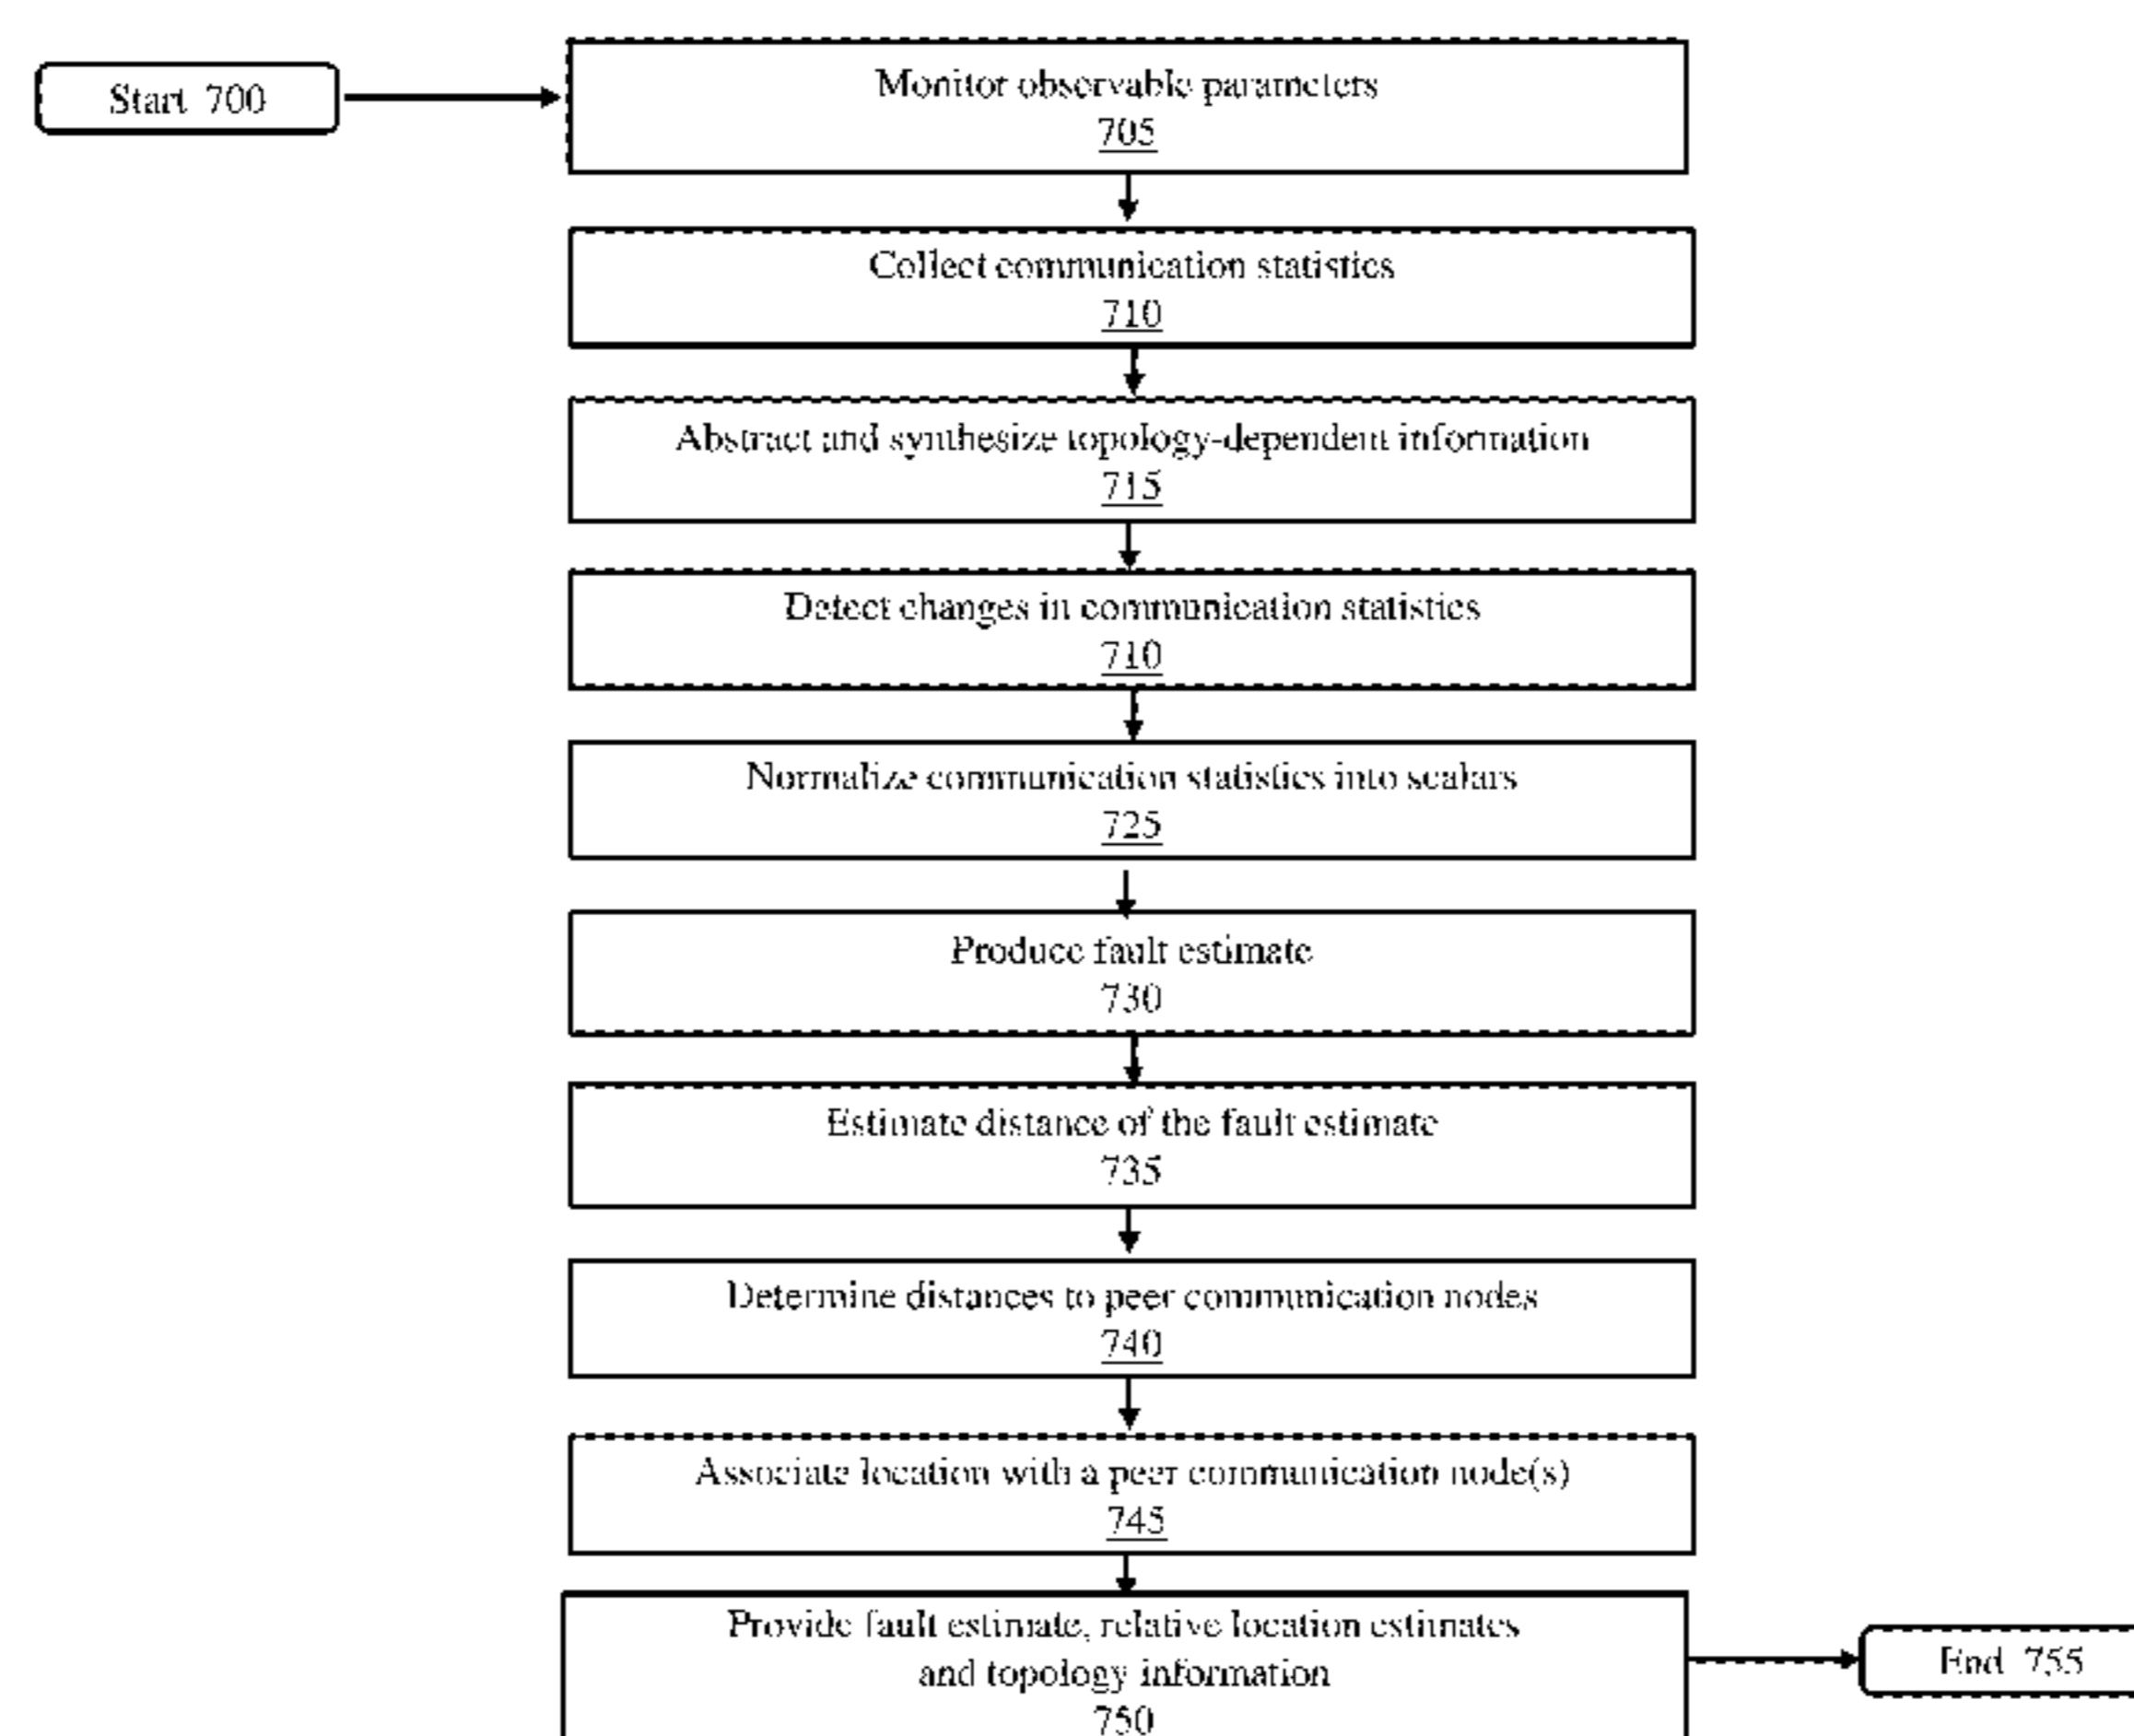 Start 700
Monitor observable parameters
705
Collect communication statistics
710
Abstract and synthesize topology-dependent information
715
Detect changes in communication statistics
710
Normalize communication statistics into scalars
725
Produce fault estimate
730
Estimate distance of the fault estimate
735
Determine distances to peer communication nodes
740
Associate location with a peer communication node(s)
745
Provide fault estimate, relative location estimates
and topology information
750
End 755